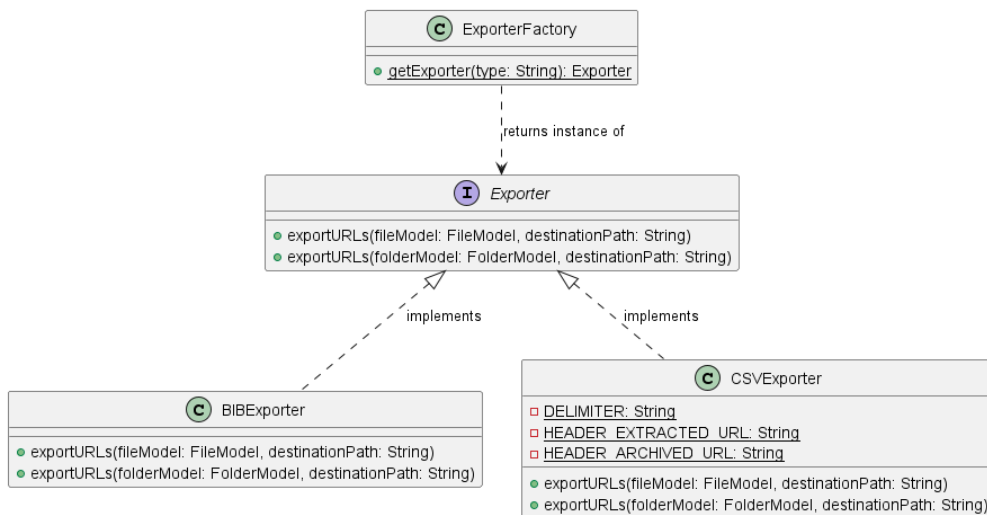 C ExporterFactory
getExporter(type: String): Exporter
returns instance of
I Exporter
exportURLs(fileModel: FileModel, destinationPath: String)
exportURLs(folderModel: FolderModel, destinationPath: String)
implements
implements
C BIBExporter
exportURLs(fileModel: FileModel, destinationPath: String)
exportURLs(folderModel: FolderModel, destinationPath: String)
C CSVExporter
DELIMITER: String
HEADER_EXTRACTED_URL: String
HEADER_ARCHIVED_URL: String
exportURLs(fileModel: FileModel, destinationPath: String)
exportURLs(folderModel: FolderModel, destinationPath: String)